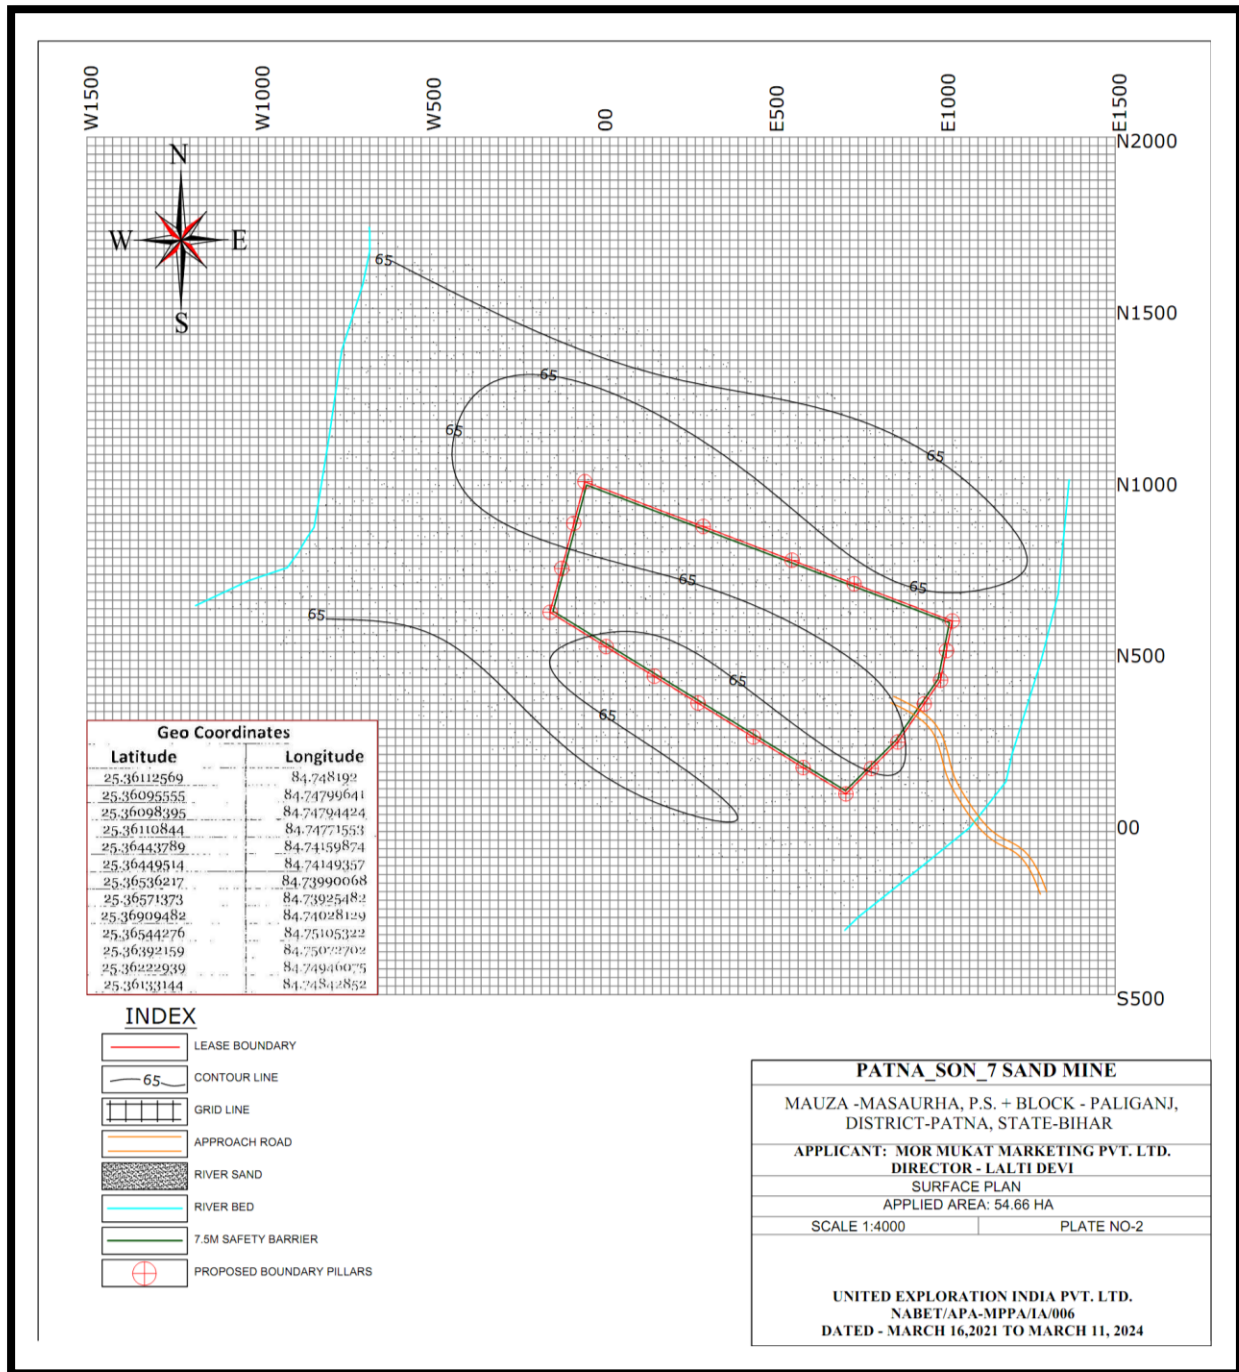 W1500
W1000
W500
00
E500
E1000
E1500
N2000
N
W E
S
65
N1500
65
65
65
N1000
65
65
65
N500
65
65
00
S500
Geo Coordinates
Latitude Longitude
25.36112569 84.748192
25.36095555 84.74799641
25.36098395 84.74794424
25.36110844 84.74771553
25.36443789 84.74159874
25.36449514 84.74149357
25.36536217 84.73990068
25.36571373 84.73925482
25.36909482 84.74028129
25.36544276 84.75105322
25.36392159 84.75072702
25.36222939 84.74946075
25.36133144 84.74842852
INDEX
LEASE BOUNDARY
65 CONTOUR LINE
GRID LINE
APPROACH ROAD
RIVER SAND
RIVER BED
7.5M SAFETY BARRIER
PROPOSED BOUNDARY PILLARS
PATNA_SON_7 SAND MINE
MAUZA -MASAURHA, P.S. + BLOCK - PALIGANJ,
DISTRICT-PATNA, STATE-BIHAR
APPLICANT: MOR MUKAT MARKETING PVT. LTD.
DIRECTOR - LALTI DEVI
SURFACE PLAN
APPLIED AREA: 54.66 HA
SCALE 1:4000 PLATE NO-2
UNITED EXPLORATION INDIA PVT. LTD.
NABET/APA-MPPA/IA/006
DATED - MARCH 16,2021 TO MARCH 11, 2024